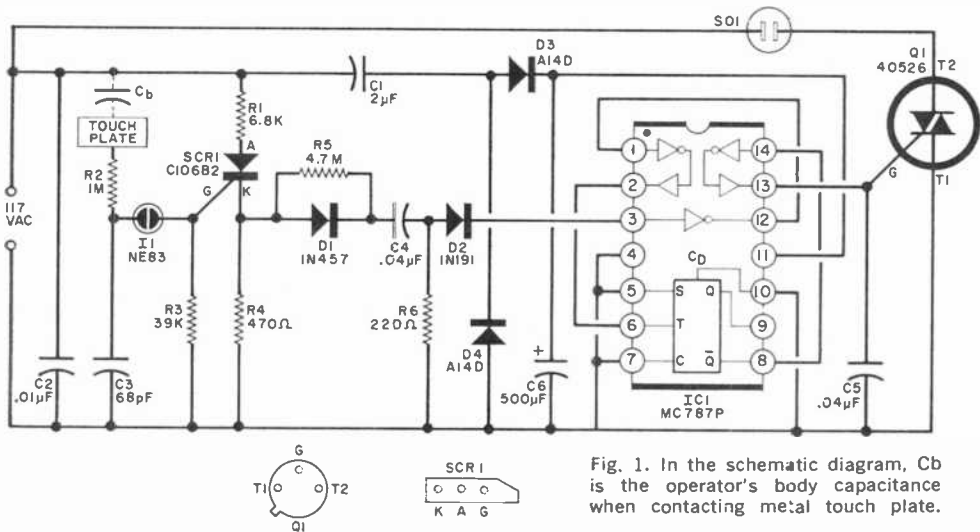 SO1
Q1
40526
T2
T1
G
D3
A14D
C1
2µF
Cb
TOUCH
PLATE
R2
1M
R1
6.8K
A
SCR1
C106B2
G
K
R5
4.7M
117
VAC
I1
NE83
D1
1N457
C4
.04µF
D2
1N191
R3
39K
R4
470Ω
R6
220Ω
D4
A14D
C2
.01µF
C3
68pF
+
C6
500µF
C5
.04µF
1
2
3
4
5
6
7
14
13
12
11
10
9
8
CD
S
Q
T
C
Q̅
IC1
MC787P
G
T1
T2
Q1
SCR1
K A G
Fig. 1. In the schematic diagram, Cb
is the operator's body capacitance
when contacting metal touch plate.